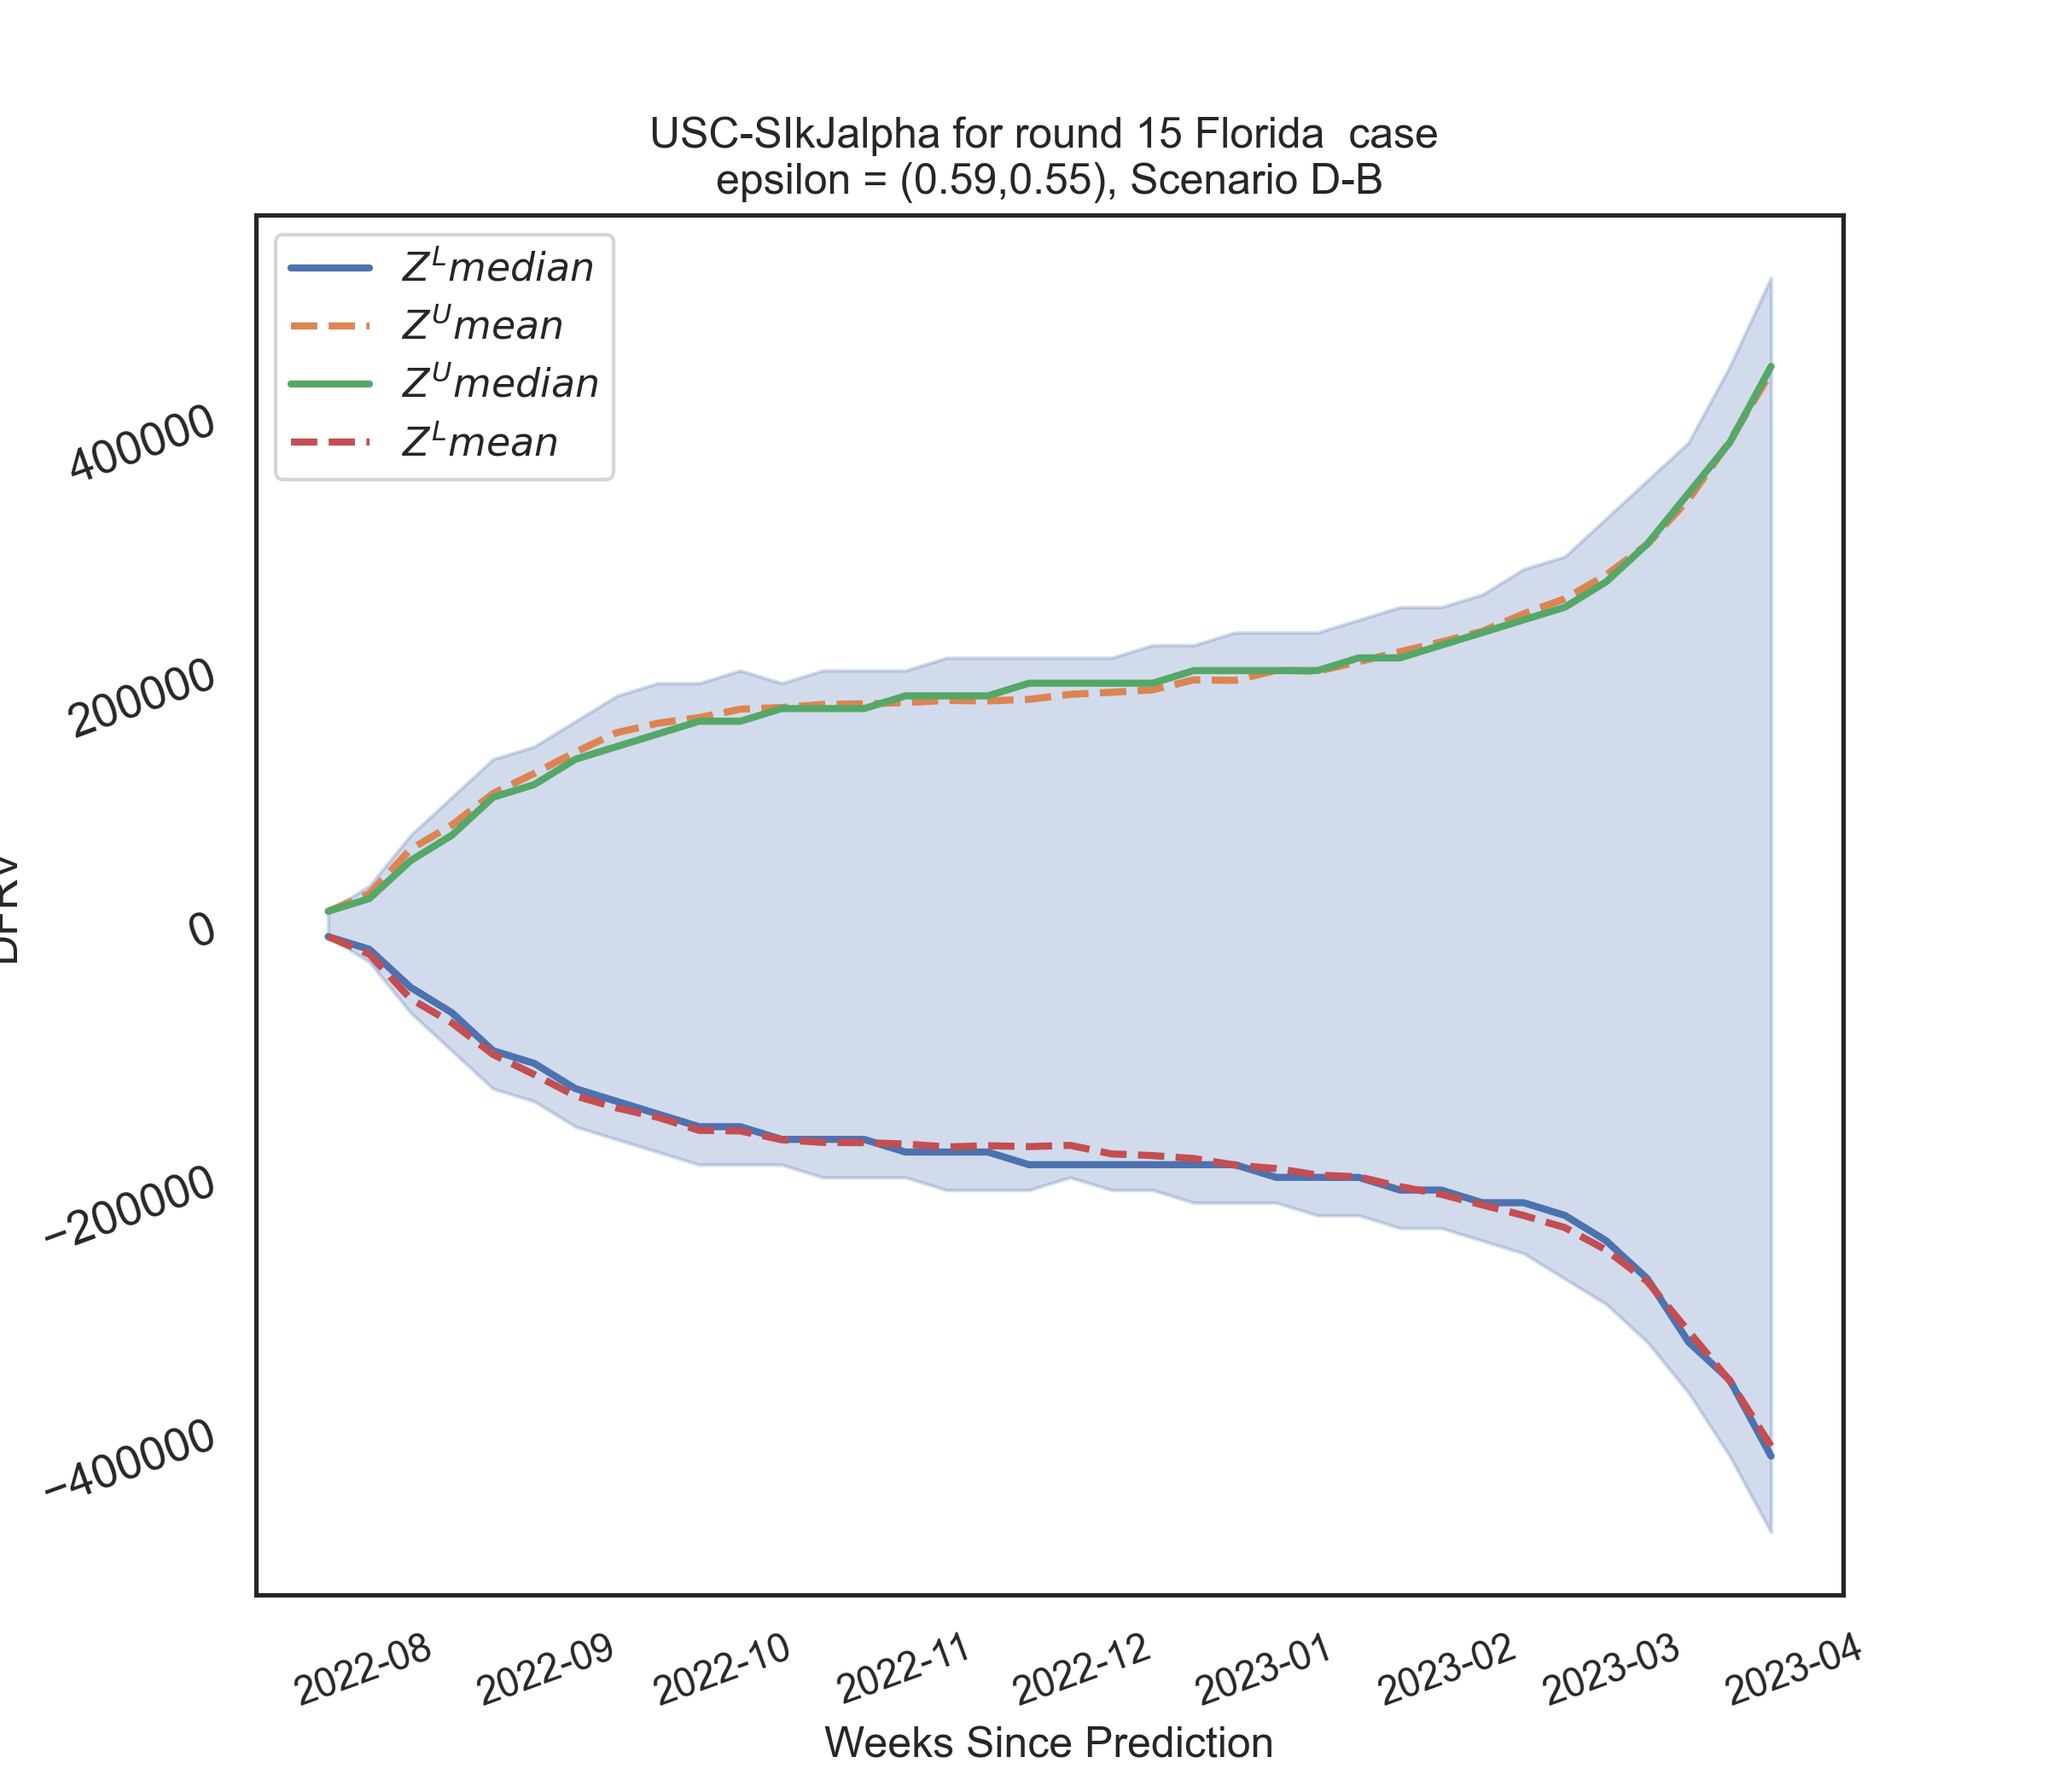 USC-SIkJalpha for round 15 Florida  case
epsilon = (0.59,0.55), Scenario D-B
Z^L median
Z^U mean
Z^U median
Z^L mean
400000
200000
0
−200000
−400000
2022-08
2022-09
2022-10
2022-11
2022-12
2023-01
2023-02
2023-03
2023-04
Weeks Since Prediction